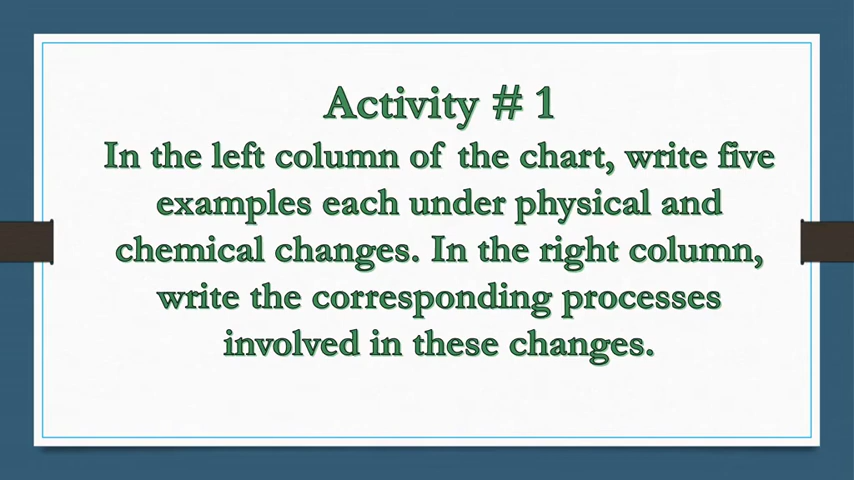 Activity # 1
In the left column of the chart, write five
examples each under physical and
chemical changes. In the right column,
write the corresponding processes
involved in these changes.